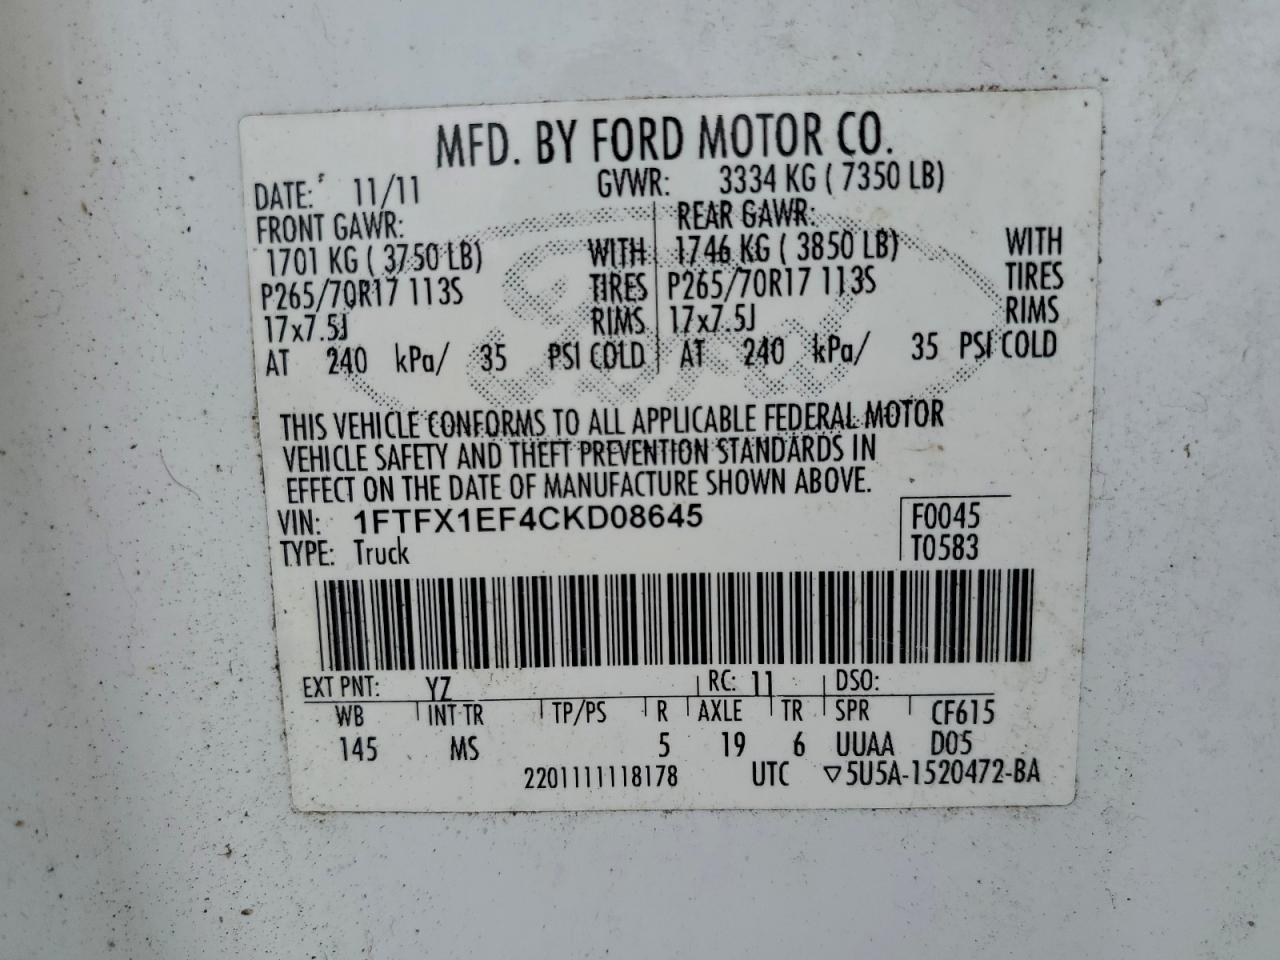 MFD. BY FORD MOTOR CO.
DATE: 11/11 GVWR: 3334 KG ( 7350 LB)
FRONT GAWR: REAR GAWR:
1701 KG ( 3750 LB) WITH 1746 KG ( 3850 LB) WITH
P265/70R17 113S TIRES P265/70R17 113S TIRES
17x7.5J RIMS 17x7.5J RIMS
AT 240 kPa/ 35 PSI COLD AT 240 kPa/ 35 PSI COLD
THIS VEHICLE CONFORMS TO ALL APPLICABLE FEDERAL MOTOR
VEHICLE SAFETY AND THEFT PREVENTION STANDARDS IN
EFFECT ON THE DATE OF MANUFACTURE SHOWN ABOVE.
VIN: 1FTFX1EF4CKD08645 F0045
TYPE: Truck T0583
EXT PNT: YZ RC: 11 DSO:
WB INT TR TP/PS R AXLE TR SPR CF615
145 MS 5 19 6 UUAA D05
2201111118178 UTC ▽5U5A-1520472-BA